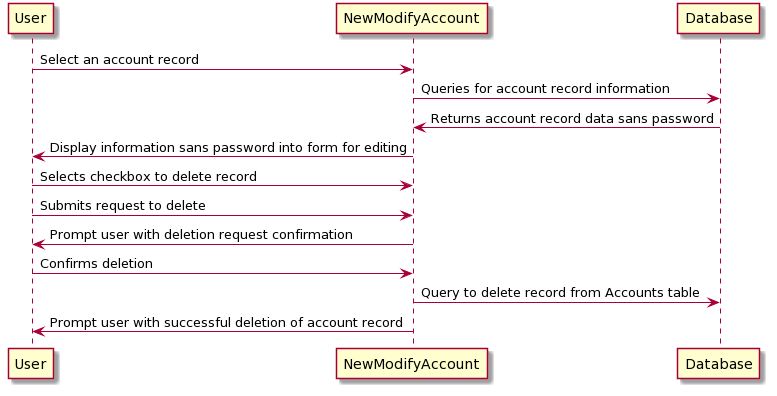 User
NewModifyAccount
Database
Select an account record
Queries for account record information
Returns account record data sans password
Display information sans password into form for editing
Selects checkbox to delete record
Submits request to delete
Prompt user with deletion request confirmation
Confirms deletion
Query to delete record from Accounts table
Prompt user with successful deletion of account record
User
NewModifyAccount
Database